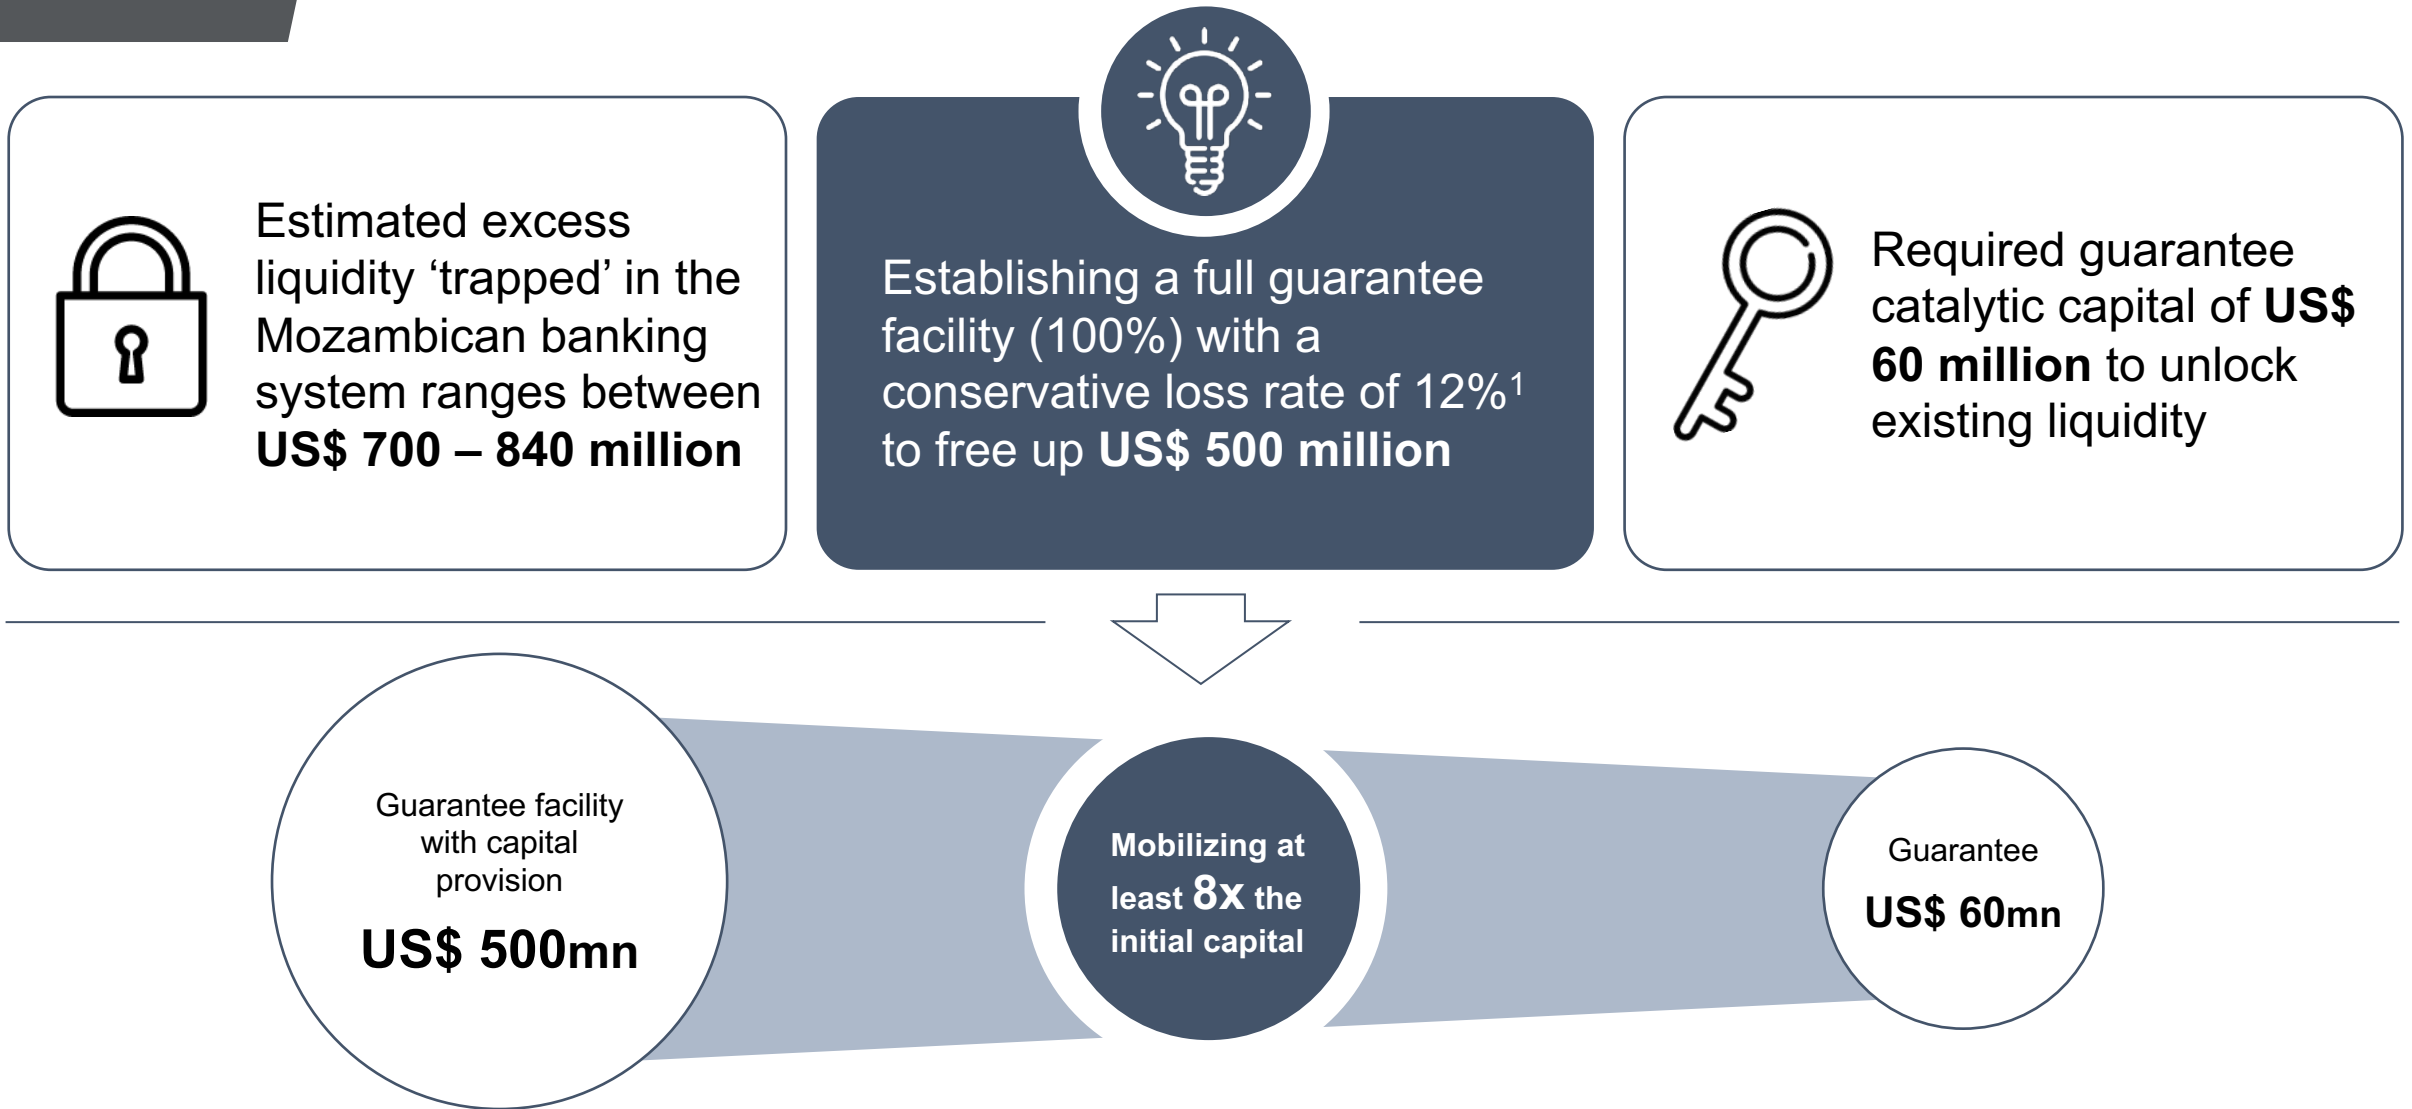 Estimated excess
liquidity ‘trapped’ in the
Mozambican banking
system ranges between
US$ 700 – 840 million
Establishing a full guarantee
facility (100%) with a
conservative loss rate of 12%¹
to free up US$ 500 million
Required guarantee
catalytic capital of US$
60 million to unlock
existing liquidity
Guarantee facility
with capital
provision
US$ 500mn
Mobilizing at
least 8x the
initial capital
Guarantee
US$ 60mn